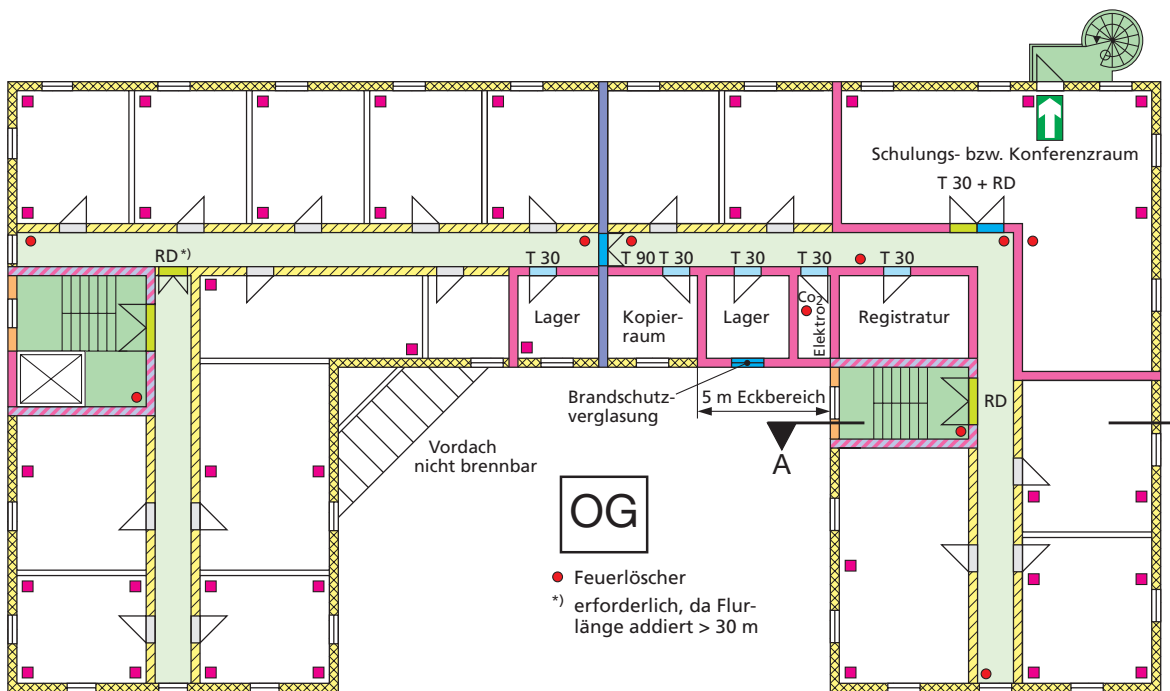 Schulungs- bzw. Konferenzraum
T 30 + RD
RD *)
T 30
T 90
T 30
T 30
T 30
T 30
Lager
Kopier-
raum
Lager
Co2
Elektro
Registratur
Brandschutz-
verglasung
5 m Eckbereich
RD
A
Vordach
nicht brennbar
OG
Feuerlöscher
*) erforderlich, da Flur-
länge addiert > 30 m